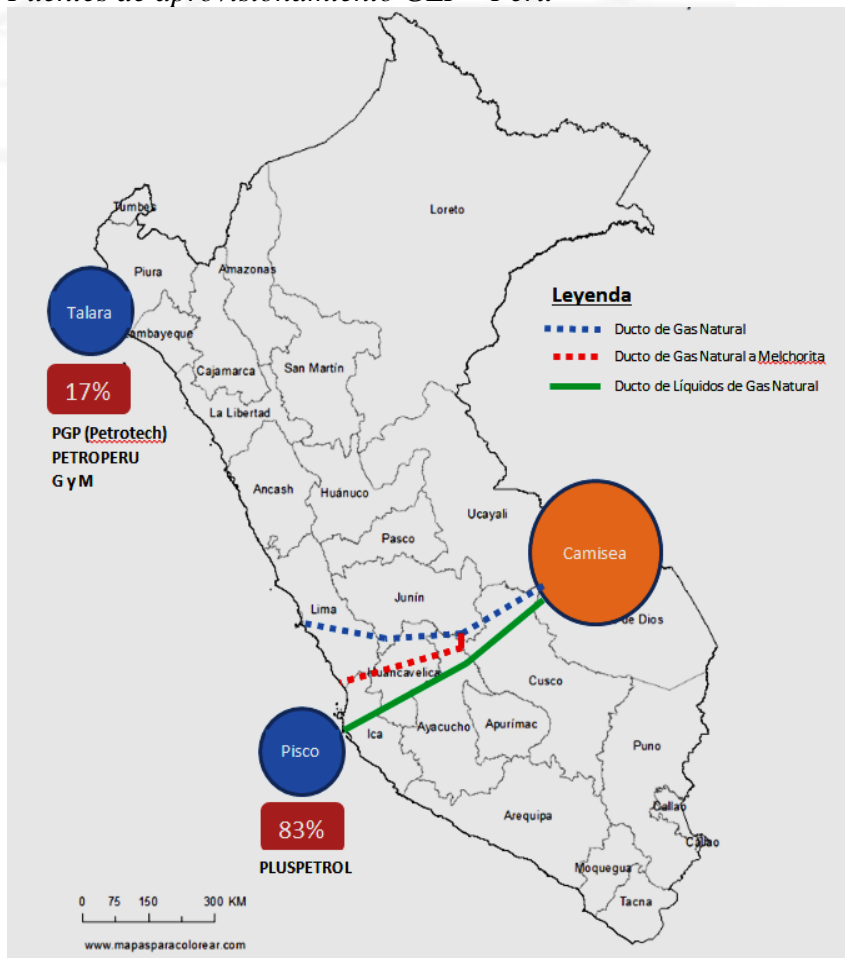 Fuentes de aprovisionamiento GLP – Perú
Tumbes
Loreto
Piura
Amazonas
Talara
ambayeque
Cajamarca
San Martín
17%
La Libertad
PGP (Petrotech)
PETROPERU
G y M
Leyenda
Ducto de Gas Natural
Ducto de Gas Natural a Melchorita
Ducto de Líquidos de Gas Natural
Ancash
Huánuco
Ucayali
Pasco
Camisea
Junín
Lima
de Dios
Huancavelica
Cusco
Ayacucho
Apurímac
Ica
Pisco
Puno
83%
PLUSPETROL
Arequipa
Callao
Callao
Moquegua
Tacna
0 75 150 300 KM
www.mapasparacolorear.com